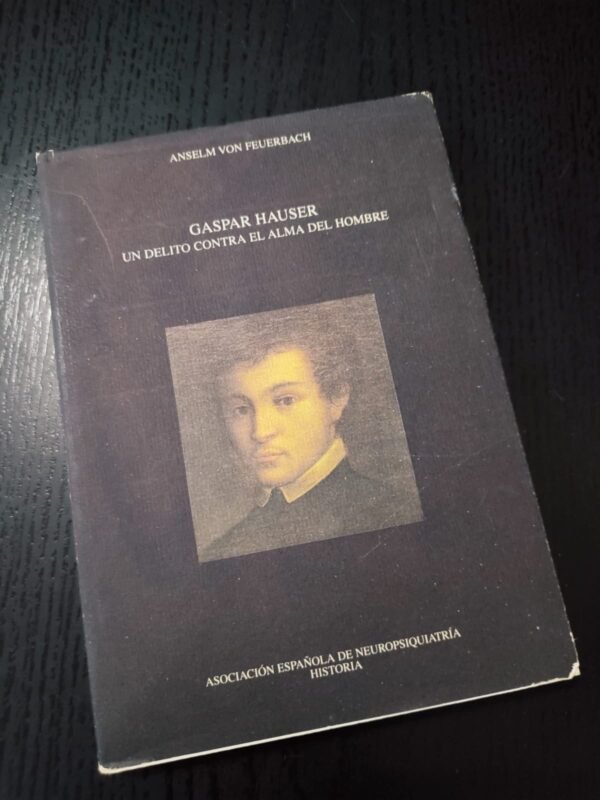 ANSELM VON FEUERBACH
GASPAR HAUSER
UN DELITO CONTRA EL ALMA DEL HOMBRE
ASOCIACIÓN ESPAÑOLA DE NEUROPSIQUIATRÍA
HISTORIA